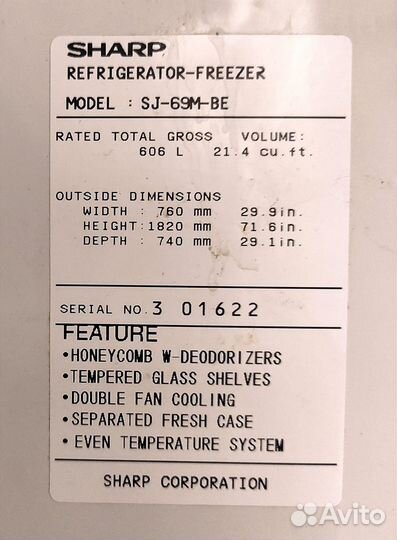 SHARP
REFRIGERATOR-FREEZER
MODEL : SJ-69M-BE
RATED TOTAL GROSS VOLUME:
606 L 21.4 cu.ft.
OUTSIDE DIMENSIONS
WIDTH : 760 mm 29.9in.
HEIGHT:1820 mm 71.6in.
DEPTH : 740 mm 29.1in.
SERIAL NO. 3 01622
FEATURE
•HONEYCOMB W-DEODORIZERS
•TEMPERED GLASS SHELVES
•DOUBLE FAN COOLING
•SEPARATED FRESH CASE
•EVEN TEMPERATURE SYSTEM
SHARP CORPORATION
Avito